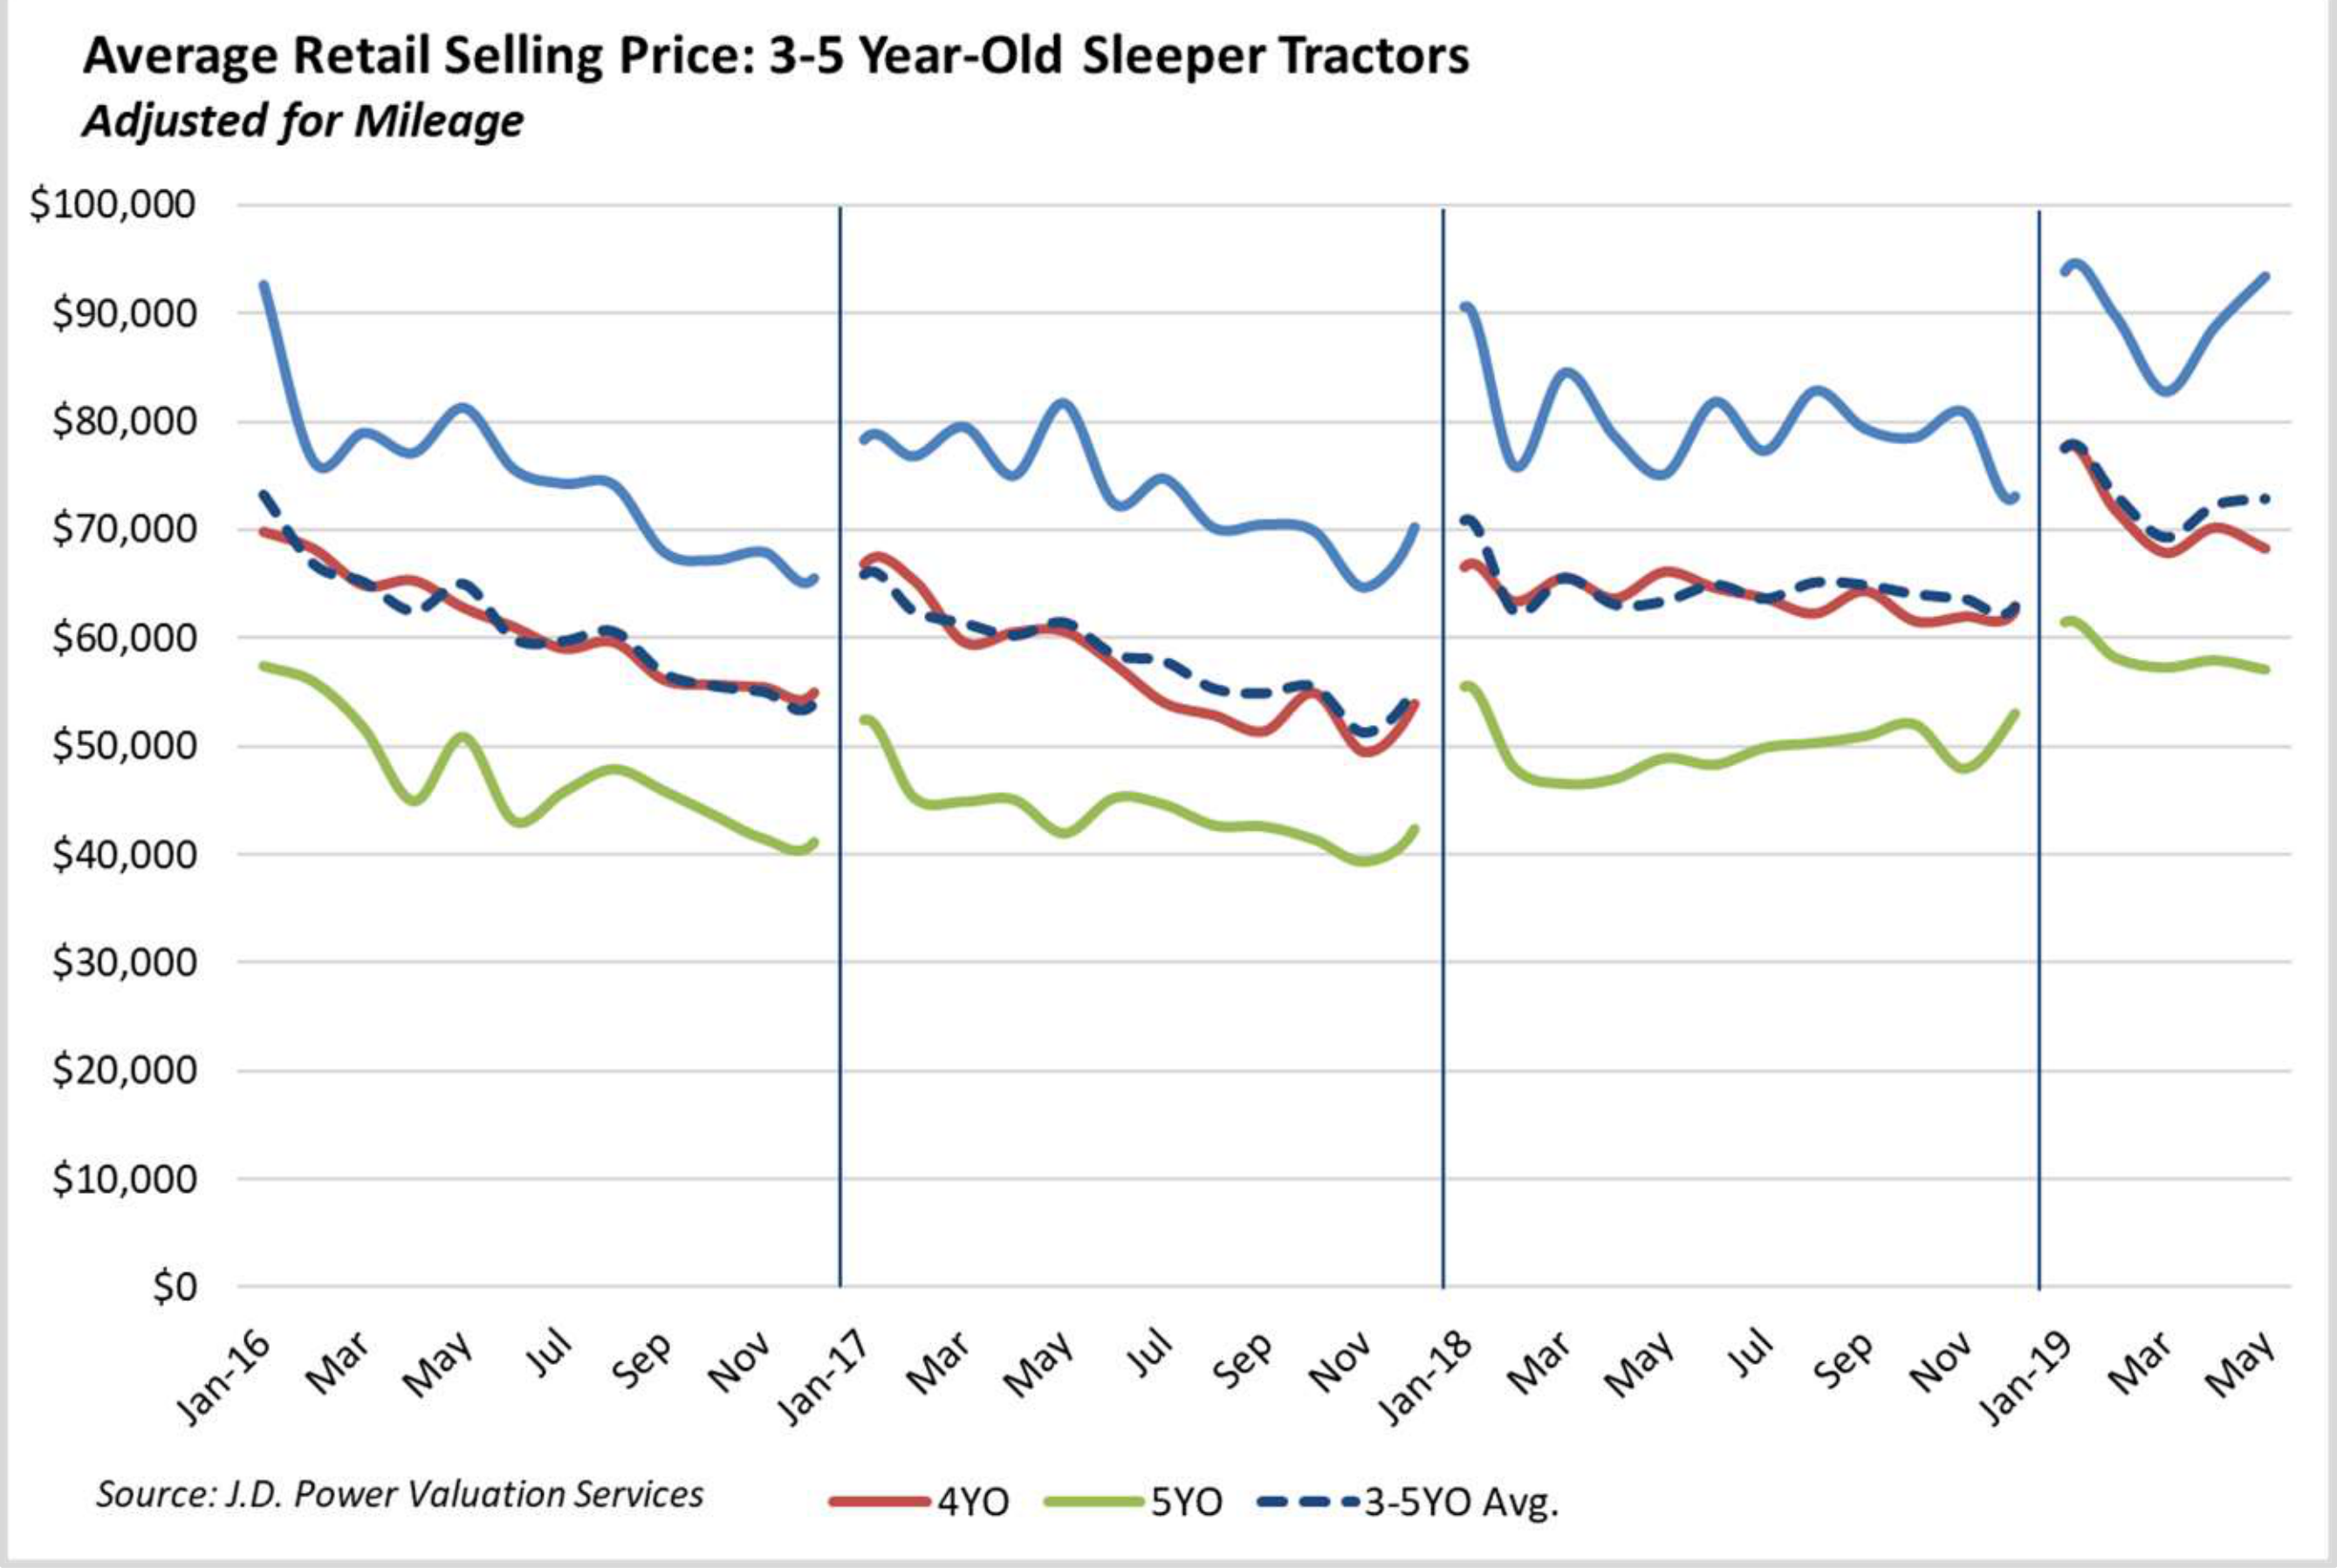 Average Retail Selling Price: 3-5 Year-Old Sleeper Tractors
Adjusted for Mileage
$100,000
$90,000
$80,000
$70,000
$60,000
$50,000
$40,000
$30,000
$20,000
$10,000
$0
Jan-16
Mar
May
Jul
Sep
Nov
Jan-17
Mar
May
Jul
Sep
Nov
Jan-18
Mar
May
Jul
Sep
Nov
Jan-19
Mar
May
Source: J.D. Power Valuation Services
4YO
5YO
3-5YO Avg.